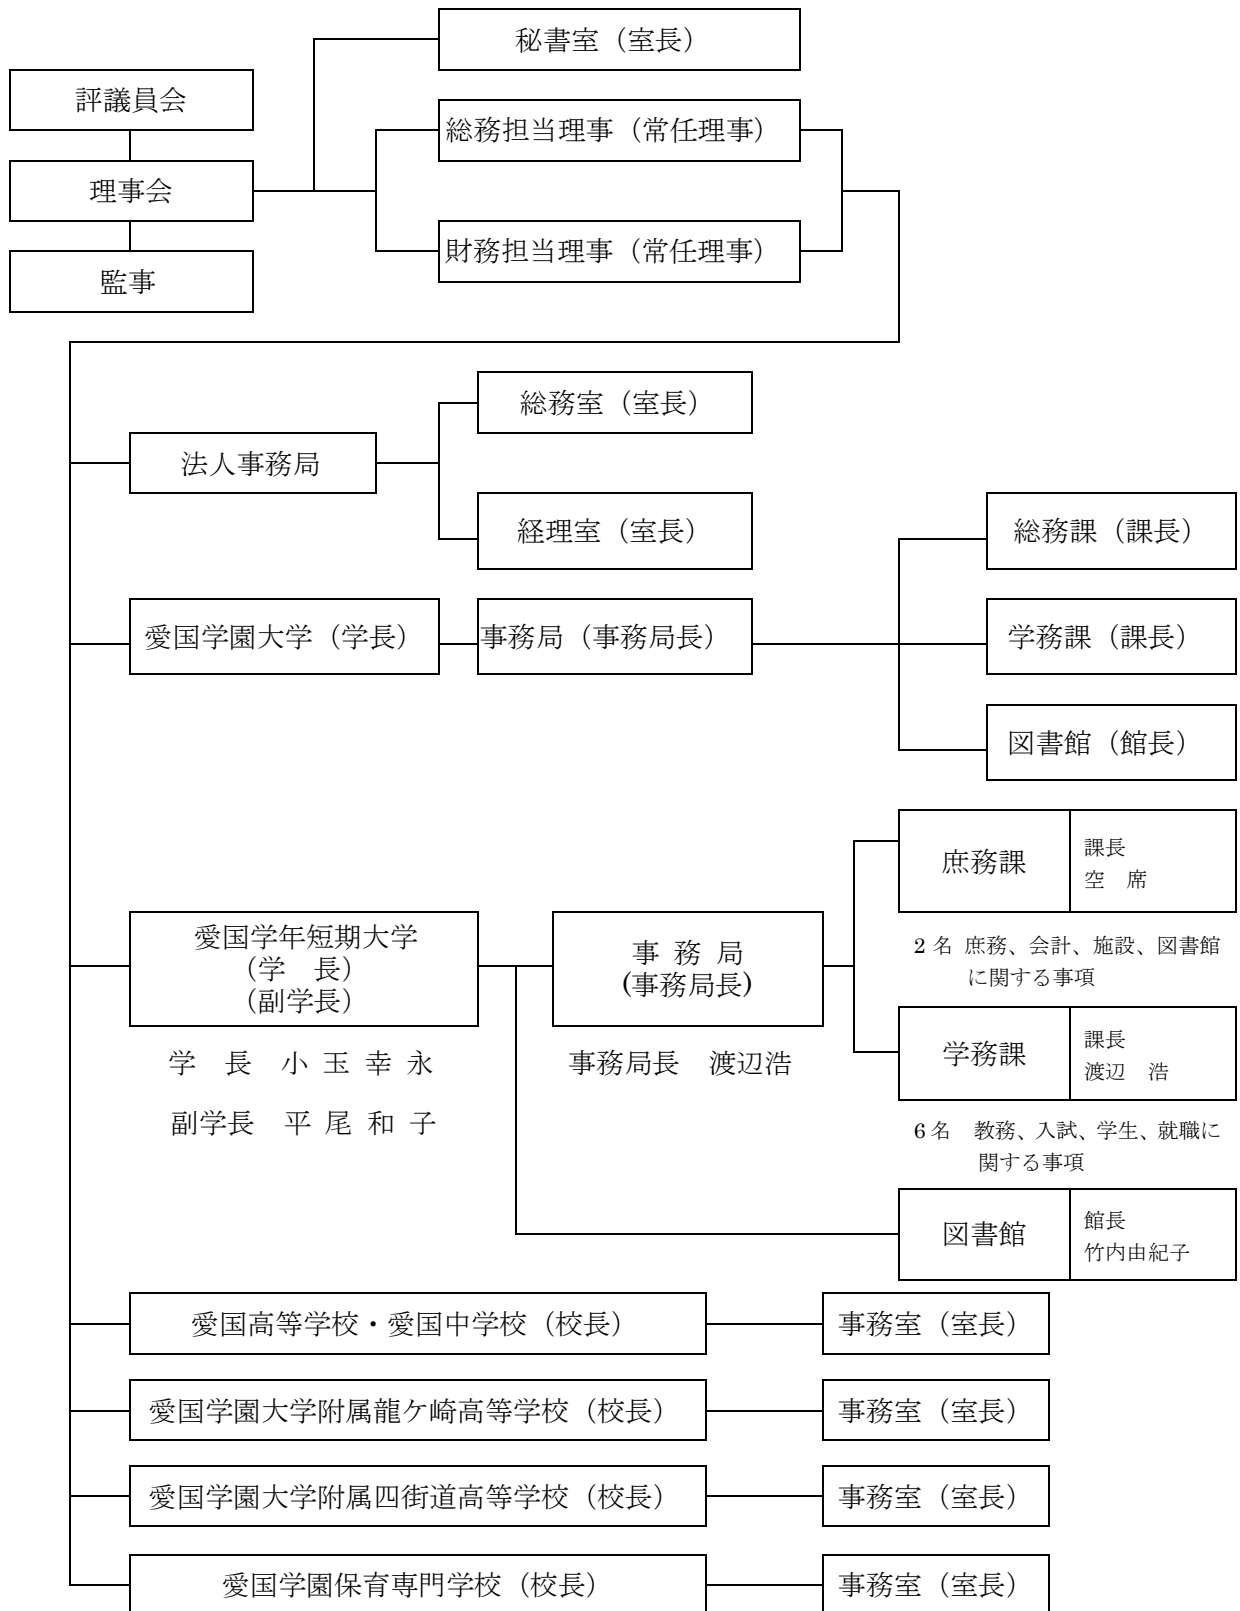 秘書室（室長）
評議員会
総務担当理事（常任理事）
理事会
財務担当理事（常任理事）
監事
総務室（室長）
法人事務局
経理室（室長）
総務課（課長）
愛国学園大学（学長）
事務局（事務局長）
学務課（課長）
図書館（館長）
庶務課
課長
空　席
2名 庶務、会計、施設、図書館
に関する事項
愛国学年短期大学
（学　長）
（副学長）
事 務 局
(事務局長)
学　長　小 玉 幸 永
副学長　平 尾 和 子
事務局長　渡辺浩
学務課
課長
渡辺　浩
6名　教務、入試、学生、就職に
関する事項
図書館
館長
竹内由紀子
愛国高等学校・愛国中学校（校長）
事務室（室長）
愛国学園大学附属龍ケ崎高等学校（校長）
事務室（室長）
愛国学園大学附属四街道高等学校（校長）
事務室（室長）
愛国学園保育専門学校（校長）
事務室（室長）